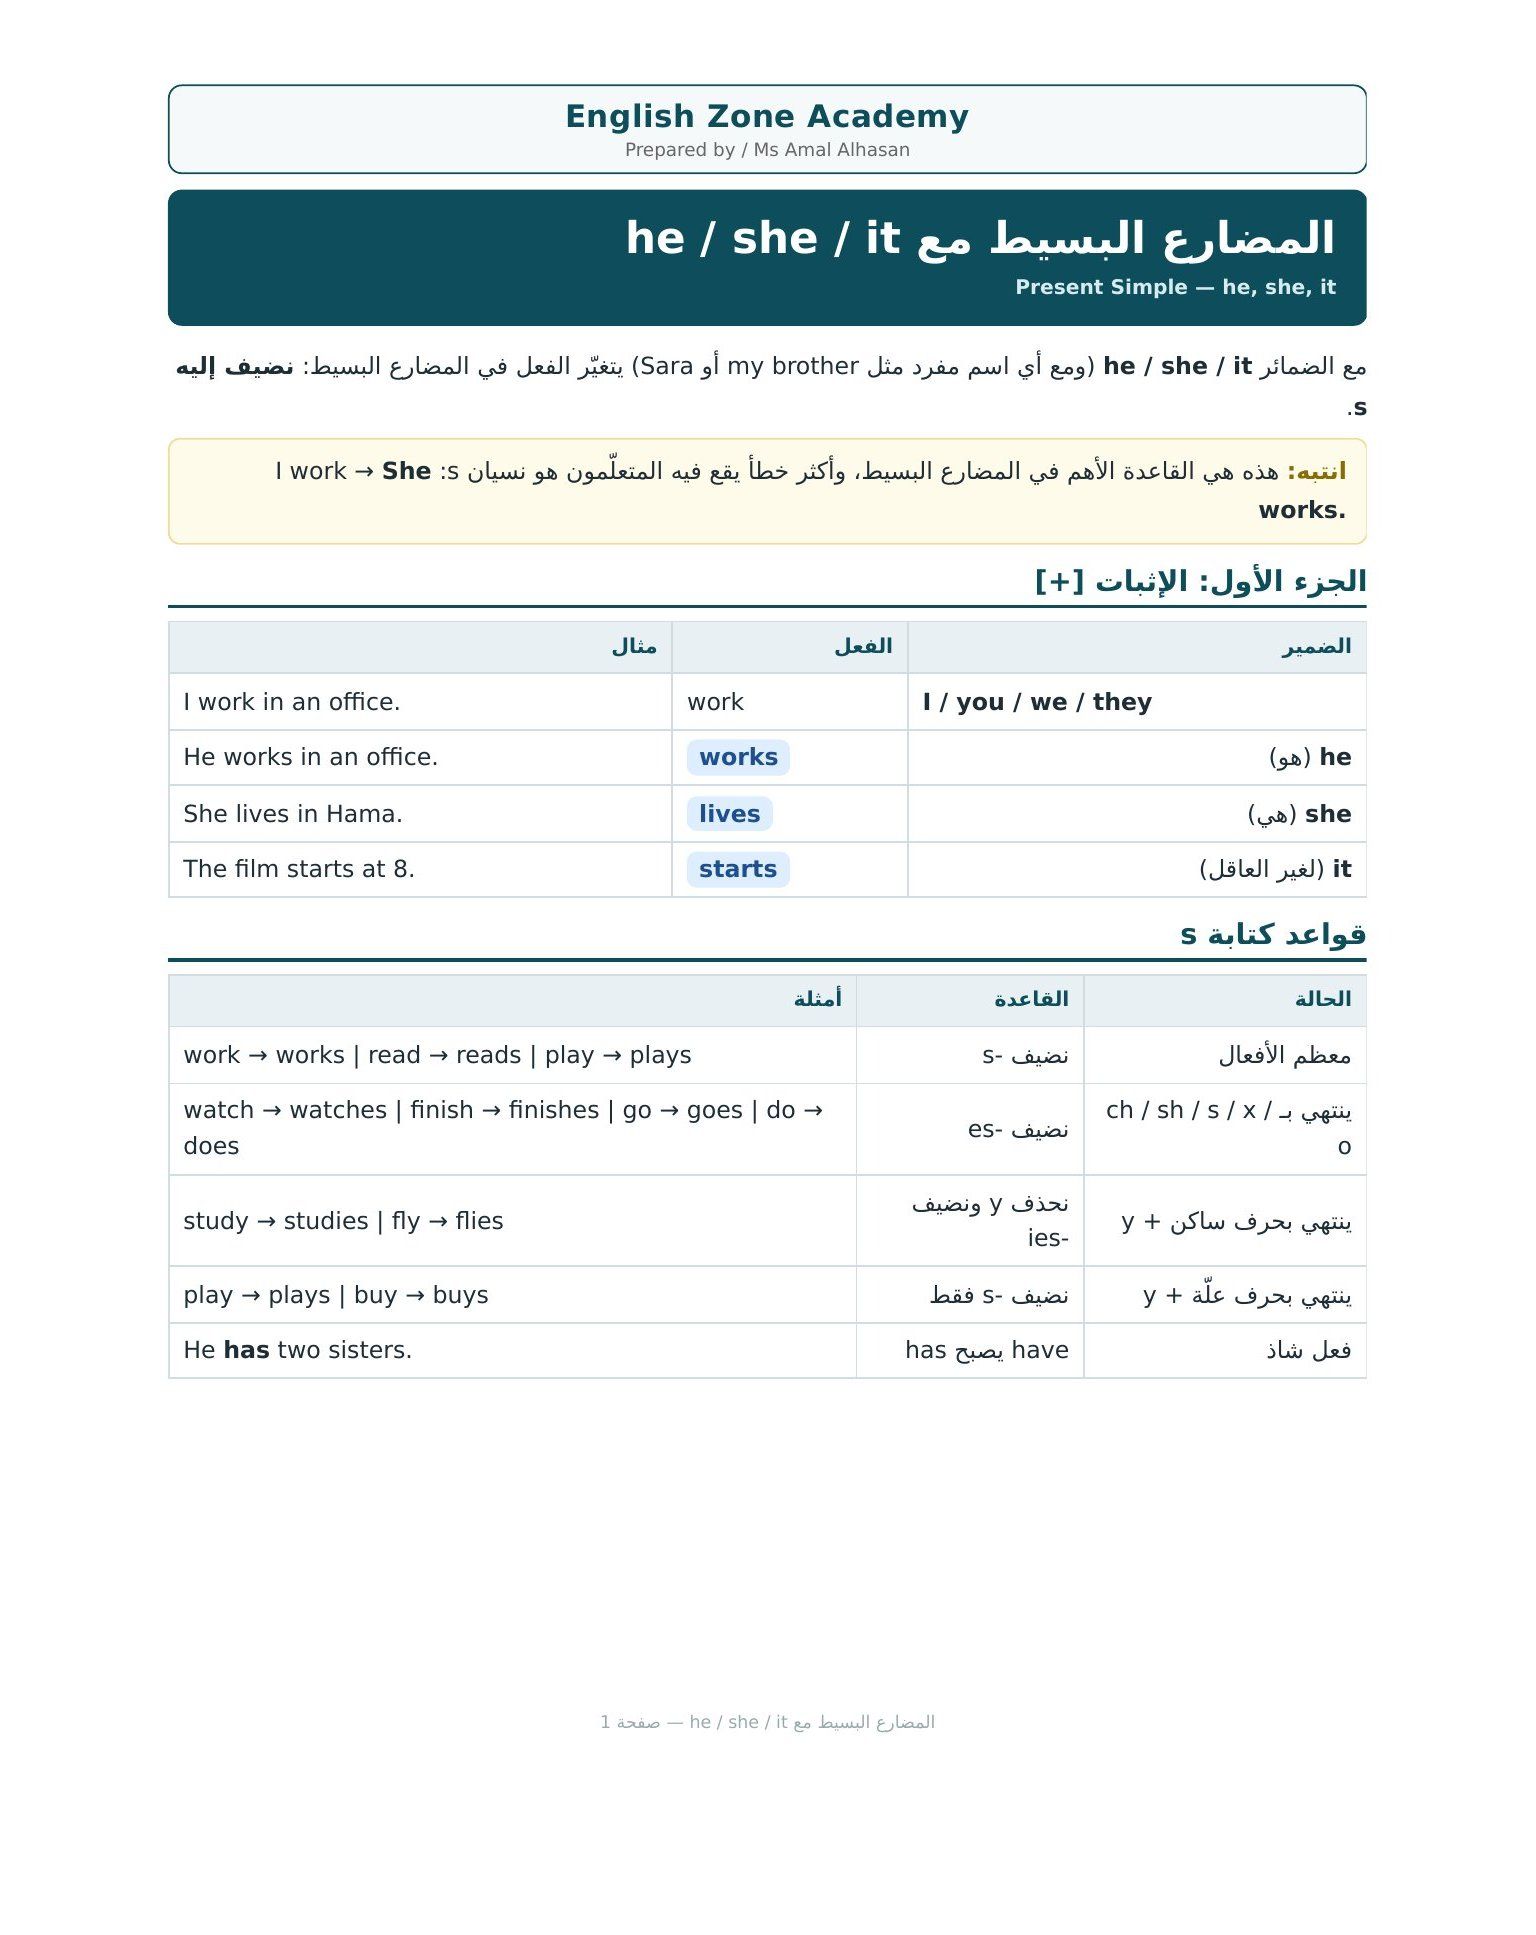 English Zone Academy
Prepared by / Ms Amal Alhasan
المضارع البسيط مع he / she / it
Present Simple — he, she, it
مع الضمائر he / she / it (ومع أي اسم مفرد مثل my brother أو Sara) يتغيّر الفعل في المضارع البسيط: نضيف إليه
s.
انتبه: هذه هي القاعدة الأهم في المضارع البسيط، وأكثر خطأ يقع فيه المتعلّمون هو نسيان s: I work → She
works.
الجزء الأول: الإثبات [+]
الضمير الفعل مثال
I / you / we / they work I work in an office.
he (هو) works He works in an office.
she (هي) lives She lives in Hama.
it (لغير العاقل) starts The film starts at 8.
قواعد كتابة s
الحالة القاعدة أمثلة
معظم الأفعال نضيف -s work → works | read → reads | play → plays
ينتهي بـ ch / sh / s / x /
o
نضيف -es
watch → watches | finish → finishes | go → goes | do →
does
ينتهي بحرف ساكن + y
نحذف y ونضيف
-ies
study → studies | fly → flies
ينتهي بحرف علّة + y نضيف -s فقط play → plays | buy → buys
فعل شاذ have يصبح has He has two sisters.
المضارع البسيط مع he / she / it — صفحة 1